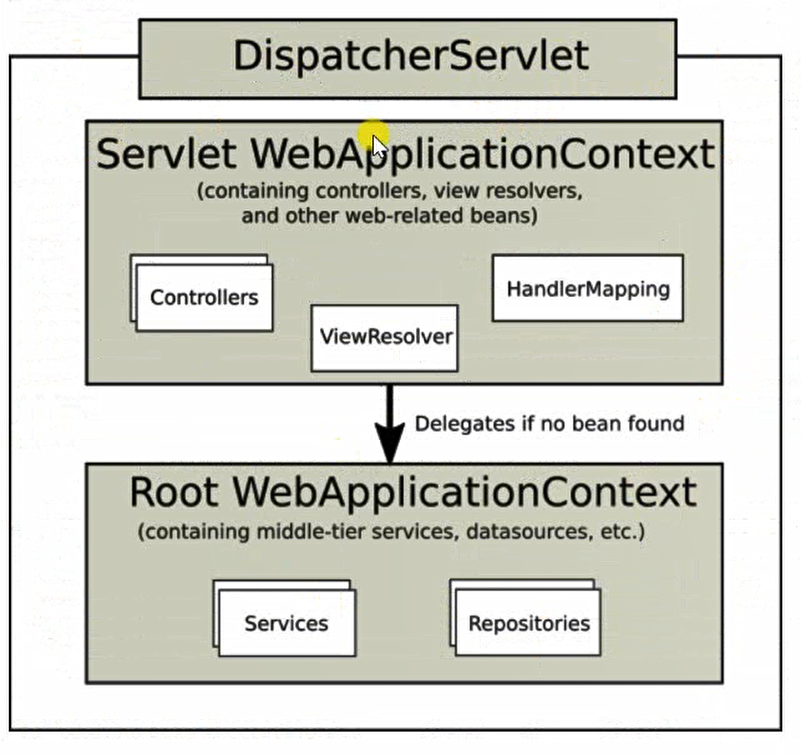 DispatcherServlet
Servlet WebApplicationContext
(containing controllers, view resolvers,
and other web-related beans)
Controllers
HandlerMapping
ViewResolver
Delegates if no bean found
Root WebApplicationContext
(containing middle-tier services, datasources, etc.)
Services
Repositories